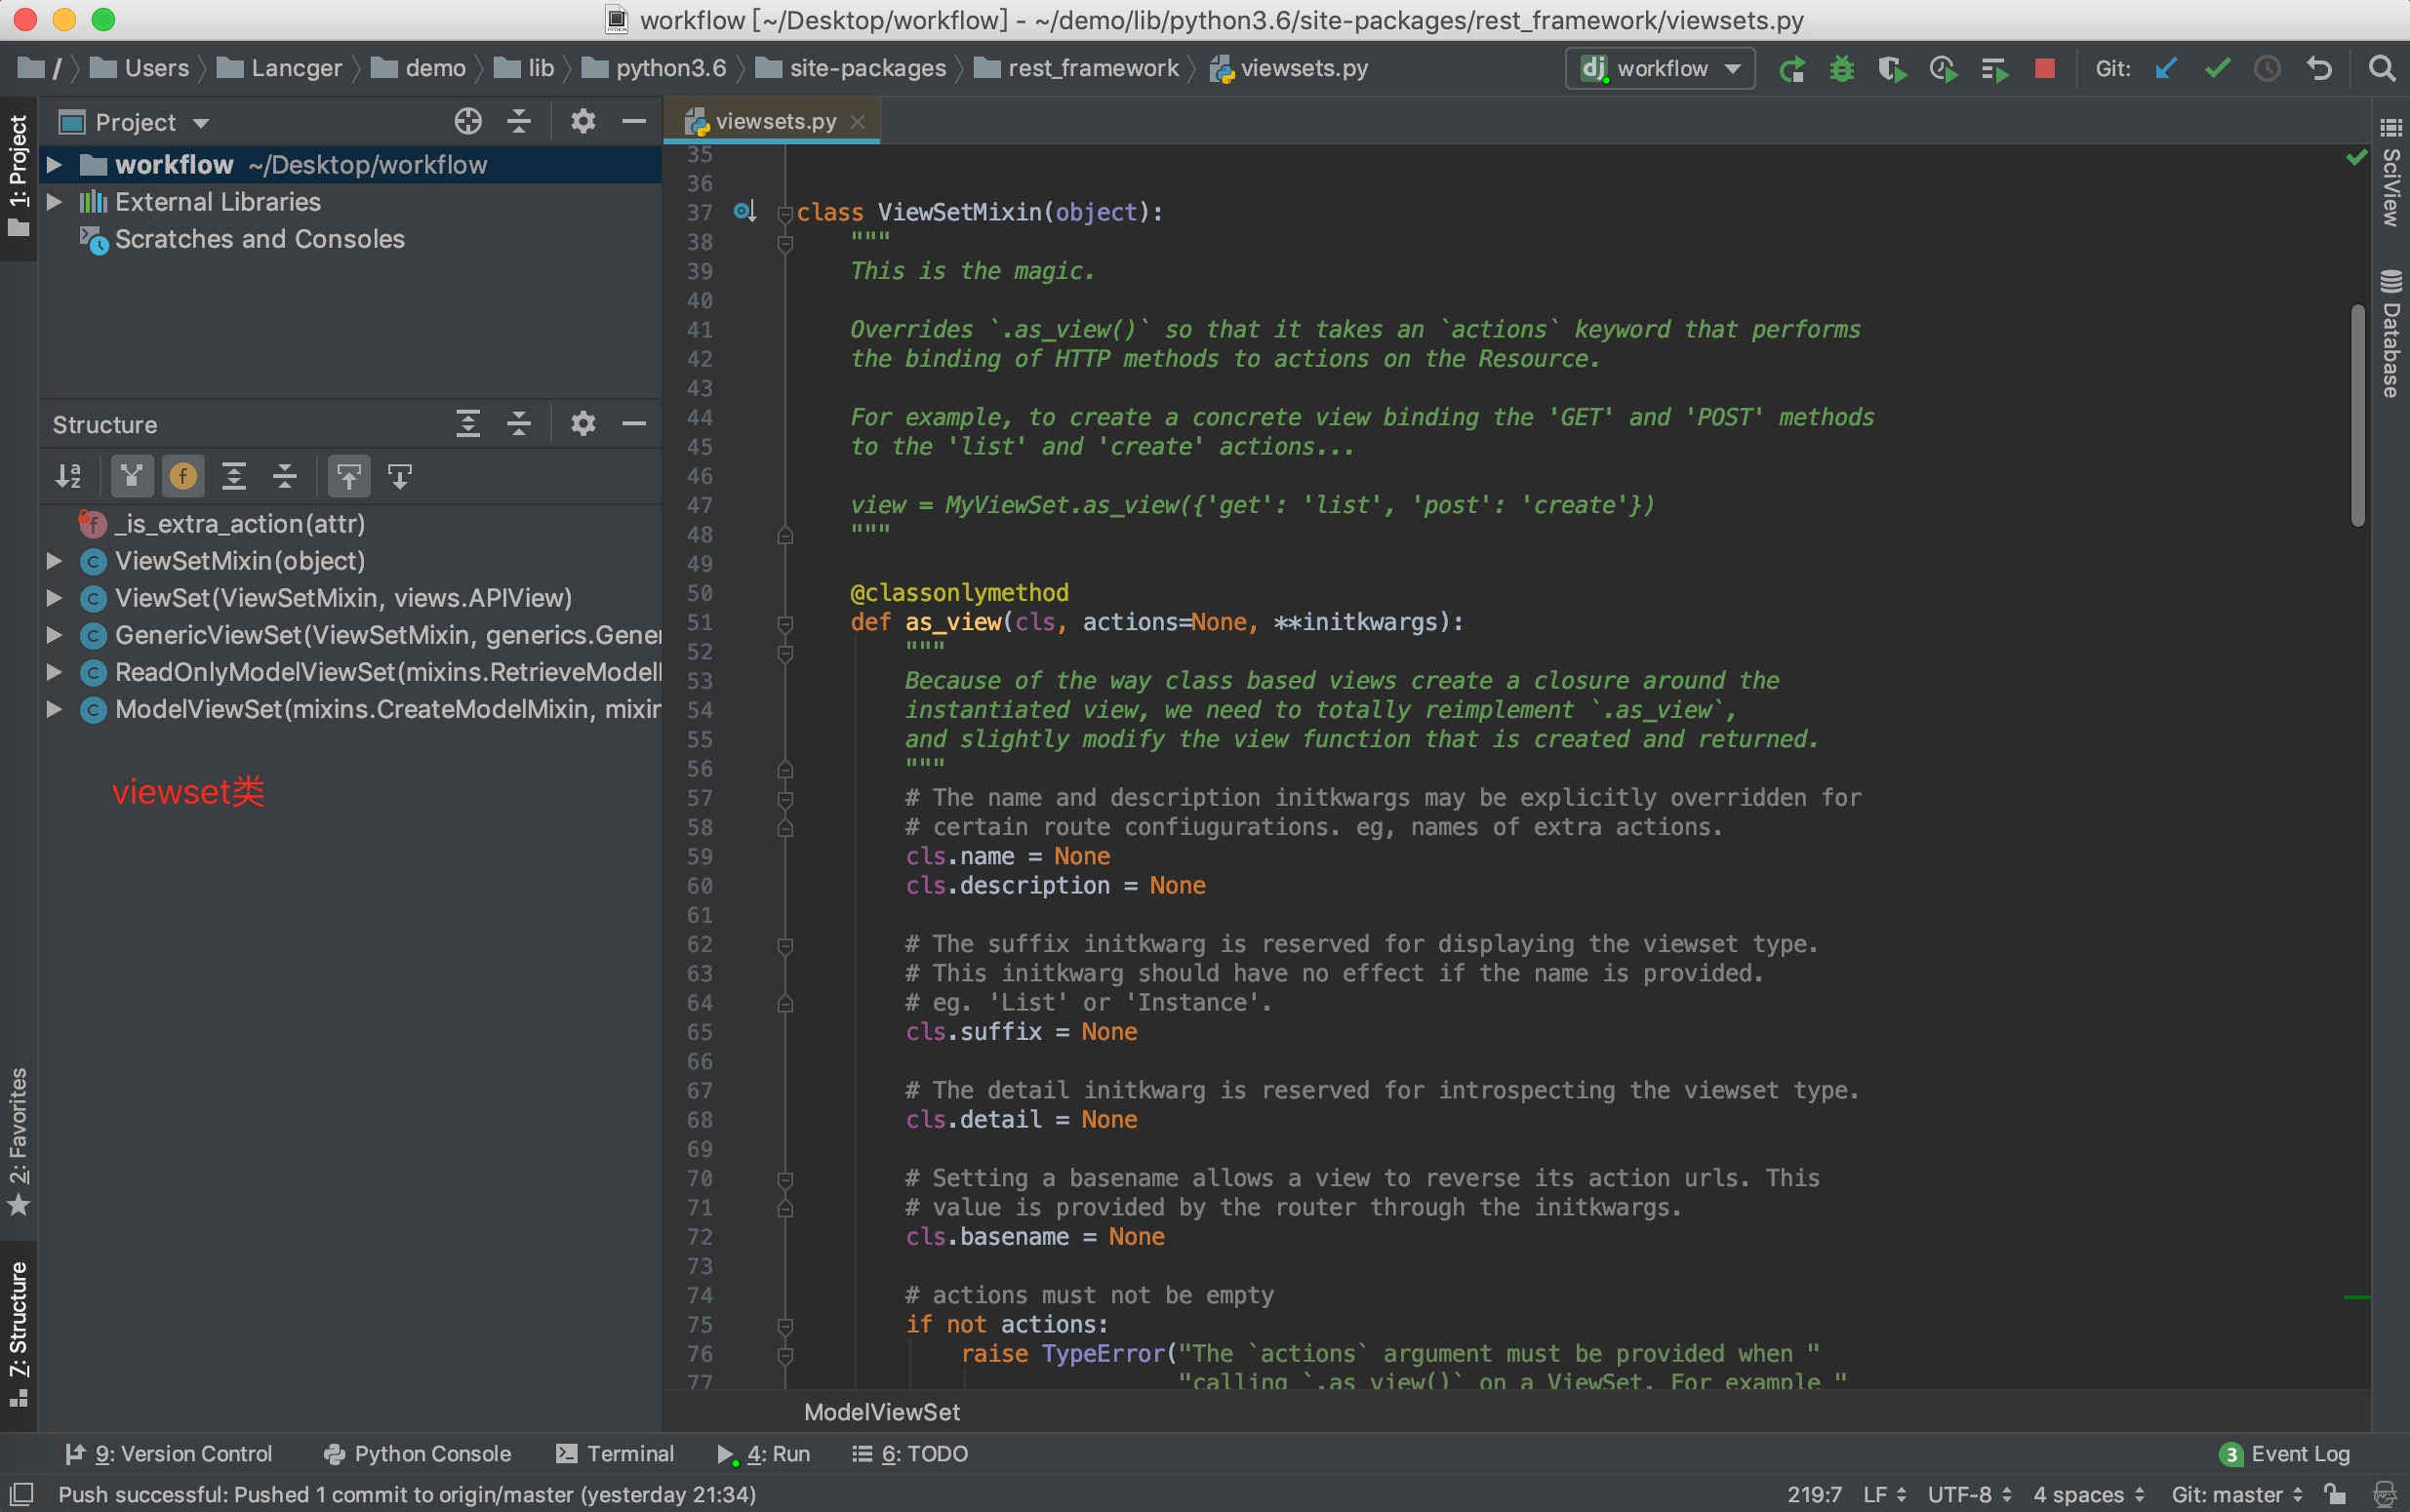 workflow [~/Desktop/workflow] - ~/demo/lib/python3.6/site-packages/rest_framework/viewsets.py
/ Users Lancger demo lib python3.6 site-packages rest_framework viewsets.py dj workflow Git:
1: Project
Project
workflow ~/Desktop/workflow
External Libraries
Scratches and Consoles
Structure
_is_extra_action(attr)
ViewSetMixin(object)
ViewSet(ViewSetMixin, views.APIView)
GenericViewSet(ViewSetMixin, generics.Gener
ReadOnlyModelViewSet(mixins.RetrieveModelI
ModelViewSet(mixins.CreateModelMixin, mixin
viewset类
2: Favorites
7: Structure
viewsets.py
35
36
37 class ViewSetMixin(object):
38 """
39 This is the magic.
40
41 Overrides `.as_view()` so that it takes an `actions` keyword that performs
42 the binding of HTTP methods to actions on the Resource.
43
44 For example, to create a concrete view binding the 'GET' and 'POST' methods
45 to the 'list' and 'create' actions...
46
47 view = MyViewSet.as_view({'get': 'list', 'post': 'create'})
48 """
49
50 @classonlymethod
51 def as_view(cls, actions=None, **initkwargs):
52 """
53 Because of the way class based views create a closure around the
54 instantiated view, we need to totally reimplement `.as_view`,
55 and slightly modify the view function that is created and returned.
56 """
57 # The name and description initkwargs may be explicitly overridden for
58 # certain route confiugurations. eg, names of extra actions.
59 cls.name = None
60 cls.description = None
61
62 # The suffix initkwarg is reserved for displaying the viewset type.
63 # This initkwarg should have no effect if the name is provided.
64 # eg. 'List' or 'Instance'.
65 cls.suffix = None
66
67 # The detail initkwarg is reserved for introspecting the viewset type.
68 cls.detail = None
69
70 # Setting a basename allows a view to reverse its action urls. This
71 # value is provided by the router through the initkwargs.
72 cls.basename = None
73
74 # actions must not be empty
75 if not actions:
76 raise TypeError("The `actions` argument must be provided when "
77 "calling `.as_view()` on a ViewSet. For example "
ModelViewSet
SciView
Database
9: Version Control Python Console Terminal 4: Run 6: TODO 3 Event Log
Push successful: Pushed 1 commit to origin/master (yesterday 21:34) 219:7 LF UTF-8 4 spaces Git: master